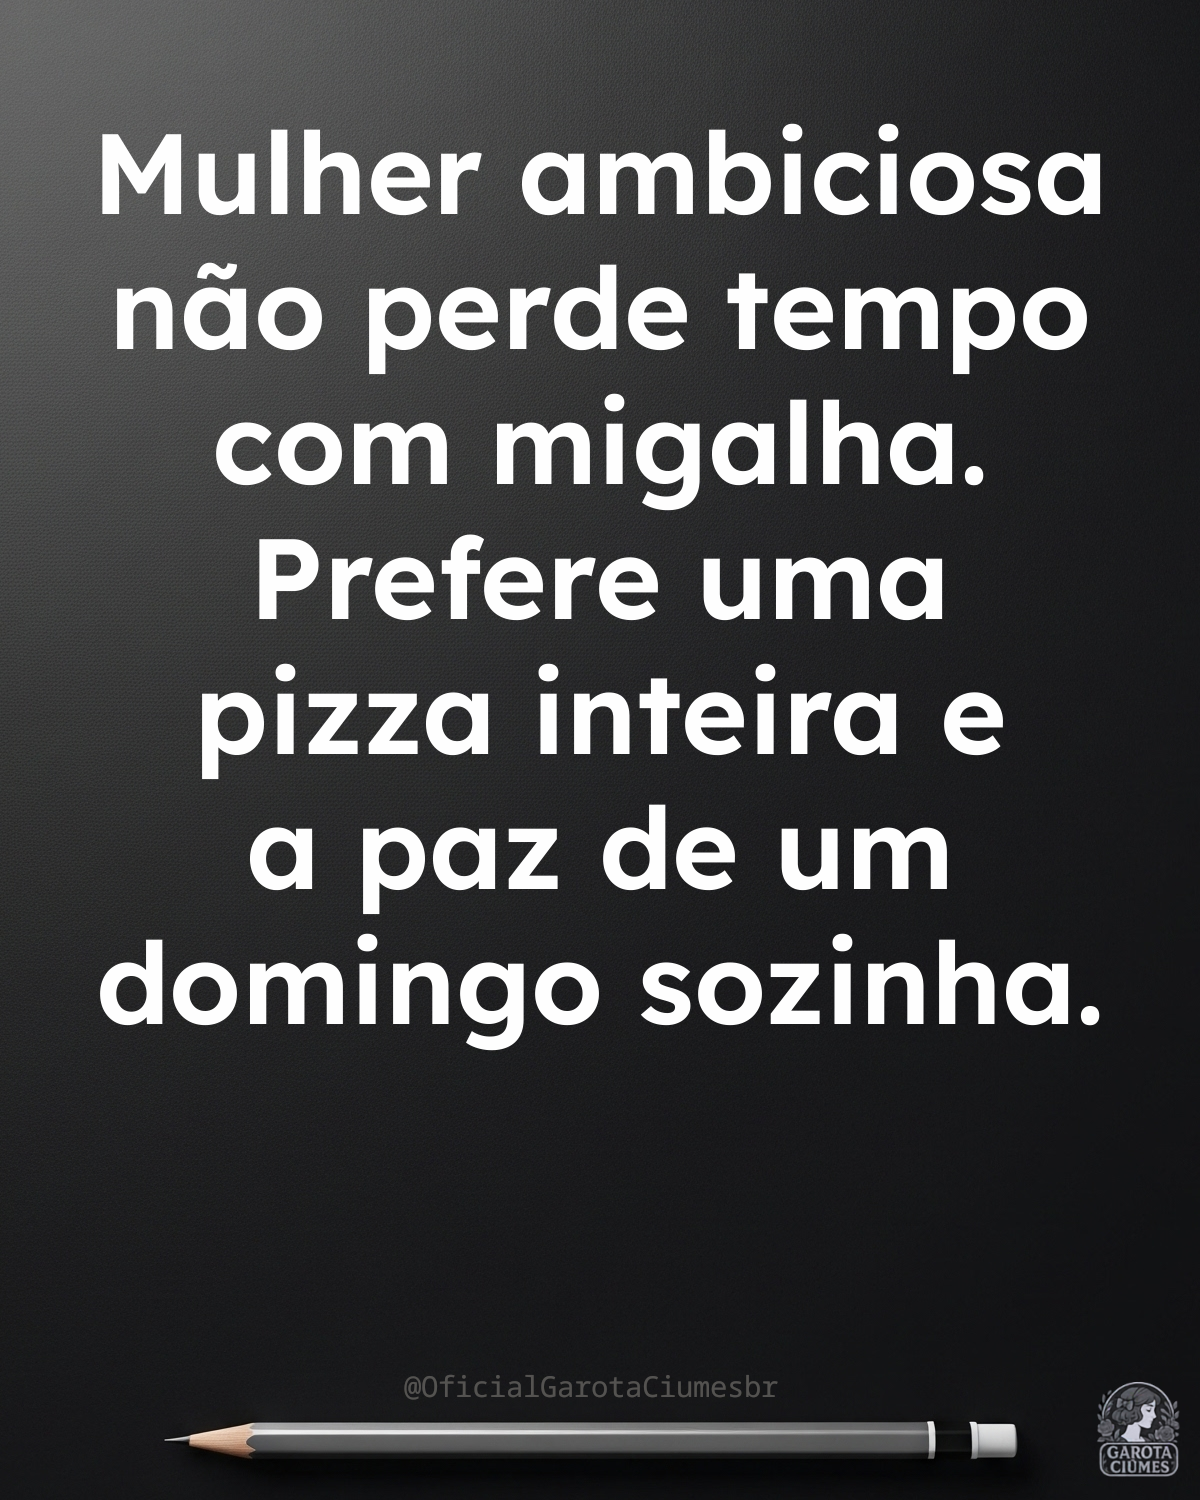 Mulher ambiciosa
não perde tempo
com migalha.
Prefere uma
pizza inteira e
a paz de um
domingo sozinha.
@OficialGarotaCiumesbr
GAROTA
CIÚMES